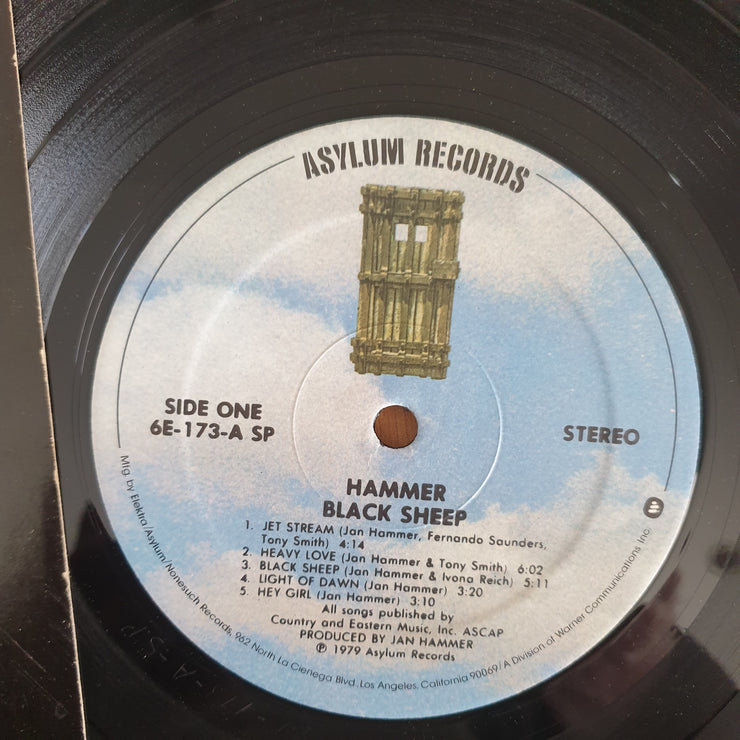 ASYLUM RECORDS
SIDE ONE
6E-173-A SP
STEREO
HAMMER
BLACK SHEEP
1. JET STREAM (Jan Hammer, Fernando Saunders,
Tony Smith) 4:14
2. HEAVY LOVE (Jan Hammer & Tony Smith) 6:02
3. BLACK SHEEP (Jan Hammer & Ivona Reich) 5:11
4. LIGHT OF DAWN (Jan Hammer) 3:20
5. HEY GIRL (Jan Hammer) 3:10
All songs published by
Country and Eastern Music, Inc. ASCAP
PRODUCED BY JAN HAMMER
℗ 1979 Asylum Records
Mfg by Elektra/Asylum/Nonesuch Records, 962 North La Cienega Blvd. Los Angeles, California 90069/A Division of Warner Communications Inc.